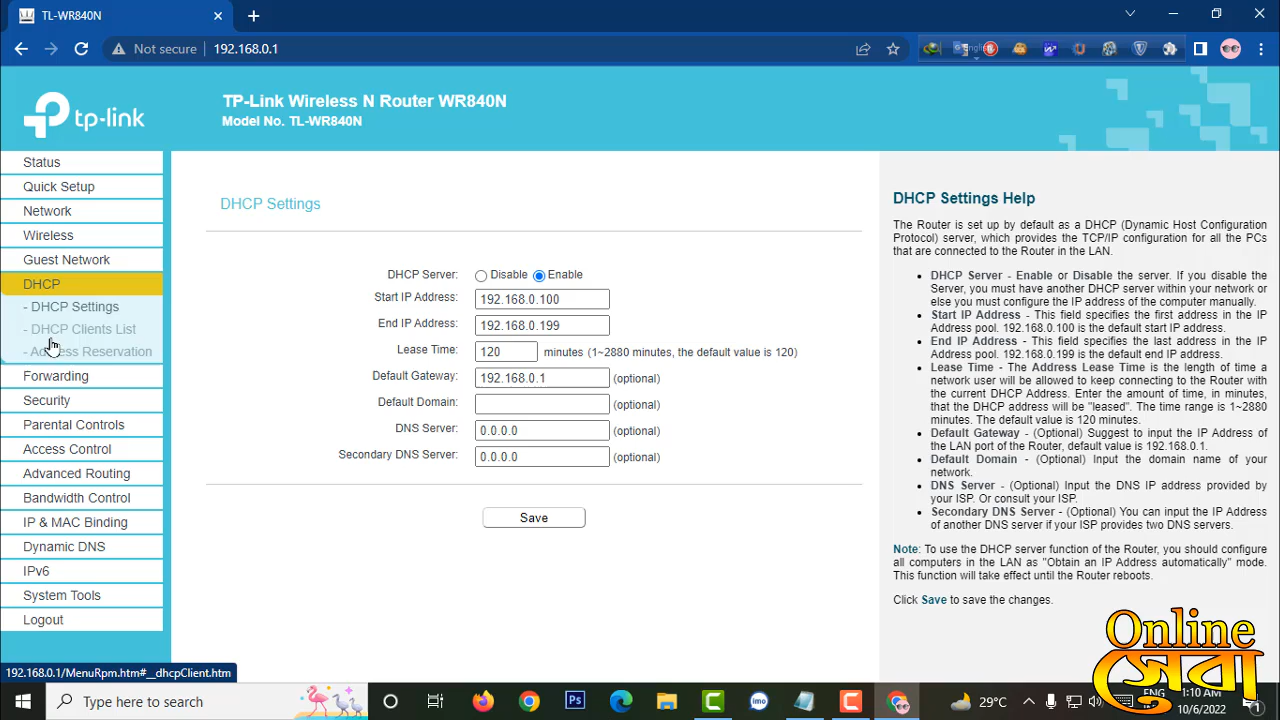 TL-WR840N
Not secure
192.168.0.1
English
tp-link
TP-Link Wireless N Router WR840N
Model No. TL-WR840N
Status
Quick Setup
Network
Wireless
Guest Network
DHCP
- DHCP Settings
- DHCP Clients List
- Address Reservation
Forwarding
Security
Parental Controls
Access Control
Advanced Routing
Bandwidth Control
IP & MAC Binding
Dynamic DNS
IPv6
System Tools
Logout
DHCP Settings
DHCP Server: Disable Enable
Start IP Address: 192.168.0.100
End IP Address: 192.168.0.199
Lease Time: 120 minutes (1~2880 minutes, the default value is 120)
Default Gateway: 192.168.0.1 (optional)
Default Domain: (optional)
DNS Server: 0.0.0.0 (optional)
Secondary DNS Server: 0.0.0.0 (optional)
Save
DHCP Settings Help
The Router is set up by default as a DHCP (Dynamic Host Configuration
Protocol) server, which provides the TCP/IP configuration for all the PCs
that are connected to the Router in the LAN.
• DHCP Server - Enable or Disable the server. If you disable the
Server, you must have another DHCP server within your network or
else you must configure the IP address of the computer manually.
• Start IP Address - This field specifies the first address in the IP
Address pool. 192.168.0.100 is the default start IP address.
• End IP Address - This field specifies the last address in the IP
Address pool. 192.168.0.199 is the default end IP address.
• Lease Time - The Address Lease Time is the length of time a
network user will be allowed to keep connecting to the Router with
the current DHCP Address. Enter the amount of time, in minutes,
that the DHCP address will be "leased". The time range is 1~2880
minutes. The default value is 120 minutes.
• Default Gateway - (Optional) Suggest to input the IP Address of
the LAN port of the Router, default value is 192.168.0.1.
• Default Domain - (Optional) Input the domain name of your
network.
• DNS Server - (Optional) Input the DNS IP address provided by
your ISP. Or consult your ISP.
• Secondary DNS Server - (Optional) You can input the IP Address
of another DNS server if your ISP provides two DNS servers.
Note: To use the DHCP server function of the Router, you should configure
all computers in the LAN as "Obtain an IP Address automatically" mode.
This function will take effect until the Router reboots.
Click Save to save the changes.
Online
সেবা
192.168.0.1/MenuRpm.htm#__dhcpClient.htm
Type here to search
Ps
imo
29°C
ENG
1:10 AM
10/6/2022
1